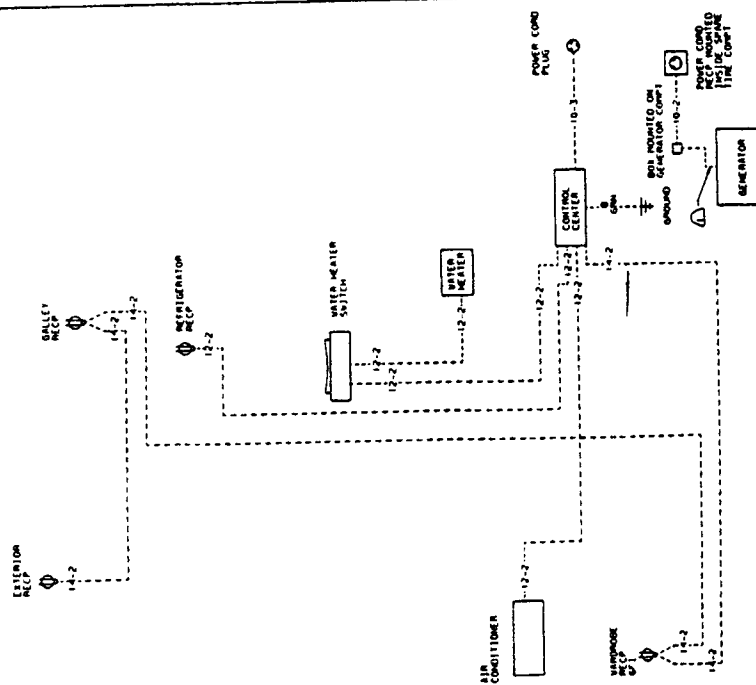 EXTERIOR
RECP
14-2
GALLEY
RECP
14-2
14-2
REFRIGERATOR
RECP
12-2
WATER HEATER
SWITCH
12-2
12-2
WATER
HEATER
12-2
POWER CORD
PLUG
10-3
CONTROL
CENTER
8
GRN
GROUND
12-2
12-2
12-2
14-2
BOX MOUNTED ON
GENERATOR COMPT
10-2
POWER CORD
RECP MOUNTED
INSIDE SPARE
TIRE COMPT
GENERATOR
AIR
CONDITIONER
12-2
WARDROBE
RECP
GFI
14-2
14-2